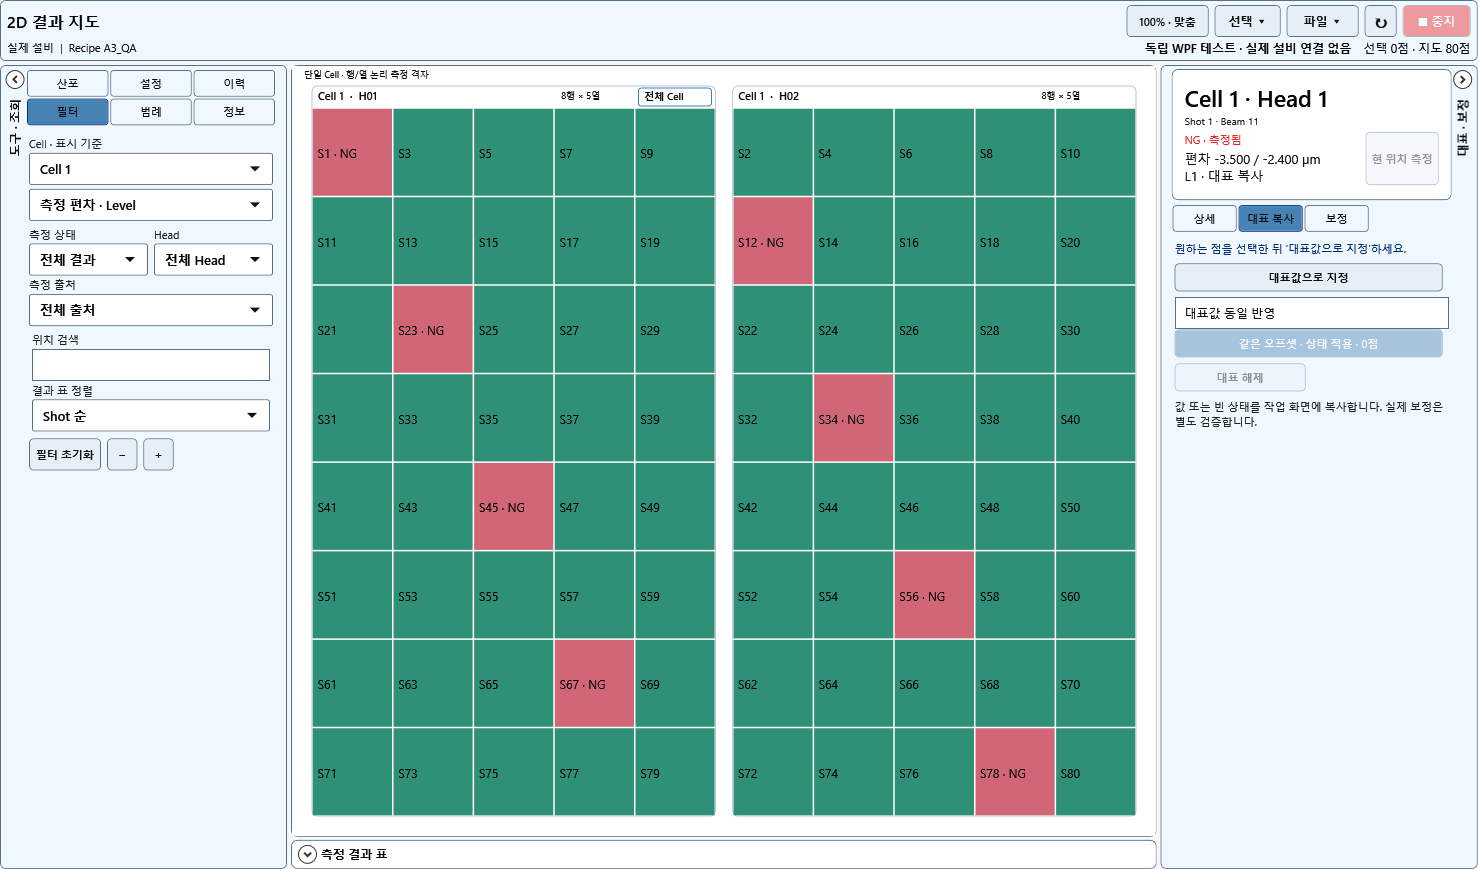 2D 결과 지도
100% · 맞춤
선택 ▾
파일 ▾
↻
■ 중지
실제 설비 | Recipe A3_QA
독립 WPF 테스트 · 실제 설비 연결 없음 선택 0점 · 지도 80점
도구 · 조회
산포 설정 이력
필터 범례 정보
Cell · 표시 기준
Cell 1
측정 편차 · Level
측정 상태 Head
전체 결과 전체 Head
측정 출처
전체 출처
위치 검색
결과 표 정렬
Shot 순
필터 초기화 − +
단일 Cell · 행/열 논리 측정 격자
Cell 1 · H01 8행 × 5열 전체 Cell
S1 · NG S3 S5 S7 S9
S11 S13 S15 S17 S19
S21 S23 · NG S25 S27 S29
S31 S33 S35 S37 S39
S41 S43 S45 · NG S47 S49
S51 S53 S55 S57 S59
S61 S63 S65 S67 · NG S69
S71 S73 S75 S77 S79
Cell 1 · H02 8행 × 5열
S2 S4 S6 S8 S10
S12 · NG S14 S16 S18 S20
S22 S24 S26 S28 S30
S32 S34 · NG S36 S38 S40
S42 S44 S46 S48 S50
S52 S54 S56 · NG S58 S60
S62 S64 S66 S68 S70
S72 S74 S76 S78 · NG S80
측정 결과 표
Cell 1 · Head 1
Shot 1 · Beam 11
NG · 측정됨
편차 -3.500 / -2.400 µm
L1 · 대표 복사
현 위치 측정
대표 · 보정
상세 대표 복사 보정
원하는 점을 선택한 뒤 '대표값으로 지정'하세요.
대표값으로 지정
대표값 동일 반영
같은 오프셋 · 상태 적용 · 0점
대표 해제
값 또는 빈 상태를 작업 화면에 복사합니다. 실제 보정은
별도 검증합니다.